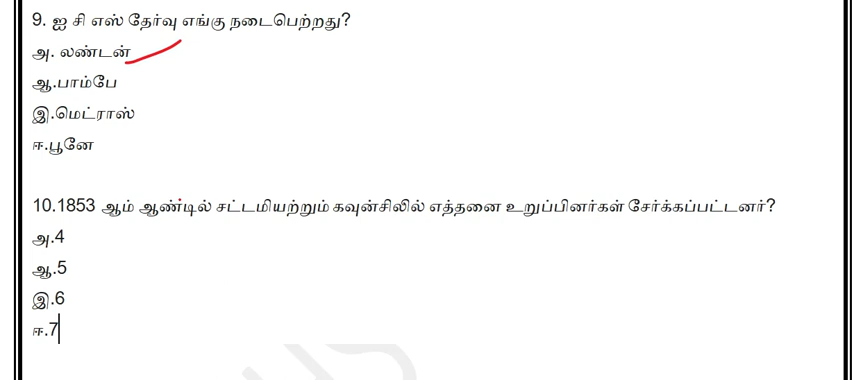 9. ஐ சி எஸ் தேர்வு எங்கு நடைபெற்றது?
அ. லண்டன்
ஆ.பாம்பே
இ.மெட்ராஸ்
ஈ.பூனே
10.1853 ஆம் ஆண்டில் சட்டமியற்றும் கவுன்சிலில் எத்தனை உறுப்பினர்கள் சேர்க்கப்பட்டனர்?
அ.4
ஆ.5
இ.6
ஈ.7